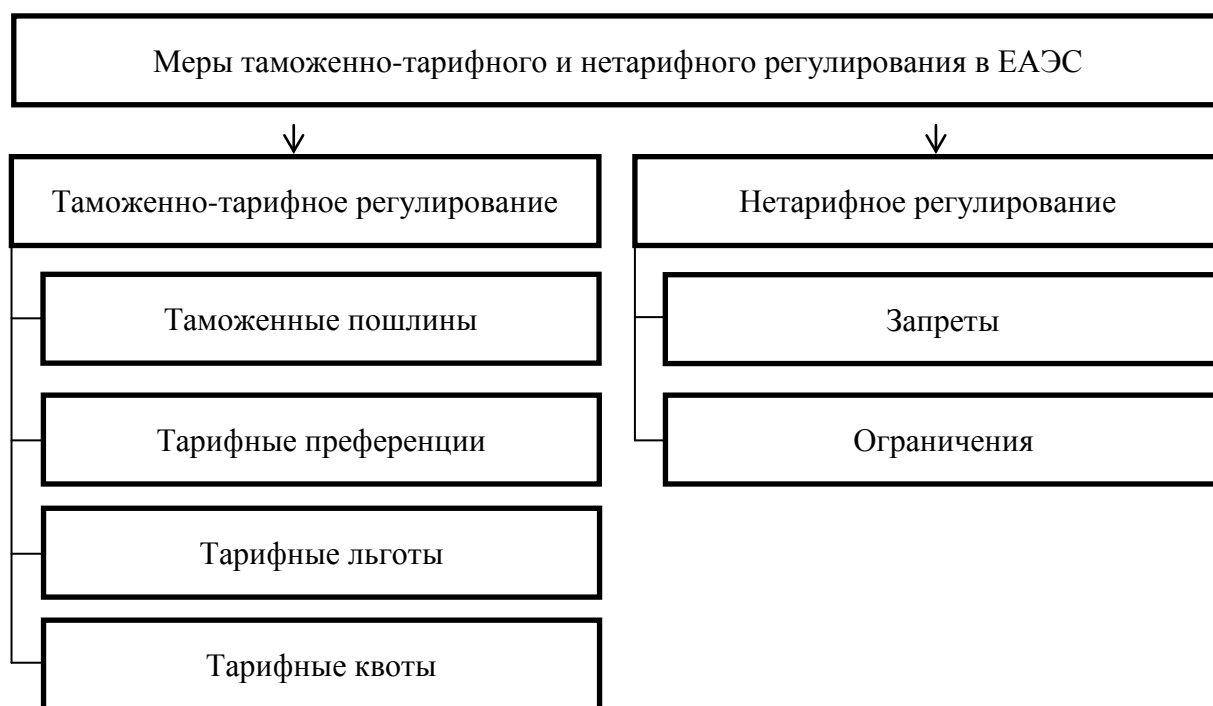 Меры таможенно-тарифного и нетарифного регулирования в ЕАЭС
Таможенно-тарифное регулирование
Нетарифное регулирование
Таможенные пошлины
Запреты
Тарифные преференции
Ограничения
Тарифные льготы
Тарифные квоты